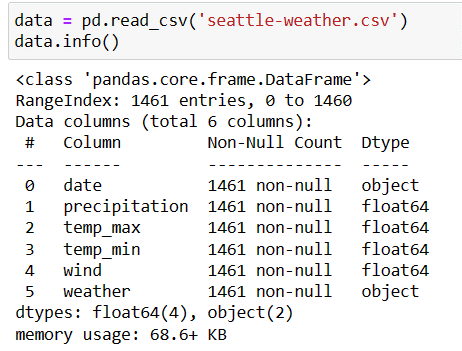 data = pd.read_csv('seattle-weather.csv')
data.info()
<class 'pandas.core.frame.DataFrame'>
RangeIndex: 1461 entries, 0 to 1460
Data columns (total 6 columns):
 #   Column         Non-Null Count  Dtype
---  ------         --------------  -----
 0   date           1461 non-null   object
 1   precipitation  1461 non-null   float64
 2   temp_max       1461 non-null   float64
 3   temp_min       1461 non-null   float64
 4   wind           1461 non-null   float64
 5   weather        1461 non-null   object
dtypes: float64(4), object(2)
memory usage: 68.6+ KB